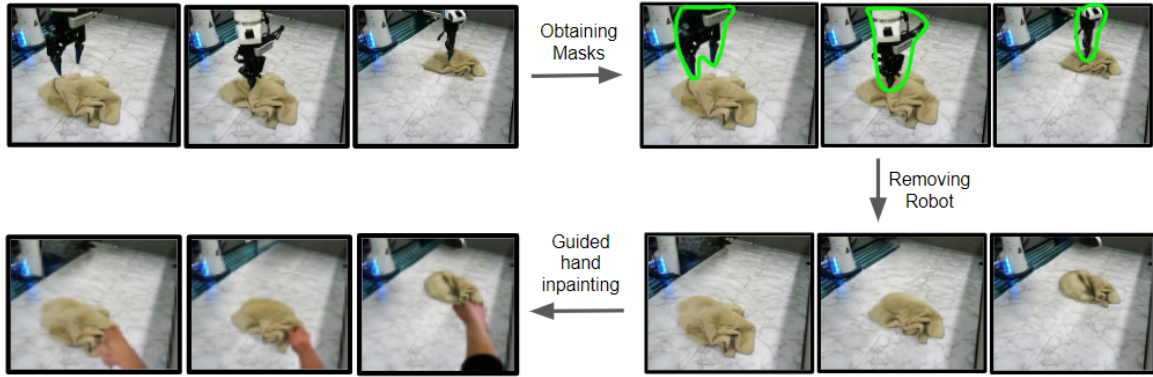 Obtaining
Masks
Removing
Robot
Guided
hand
inpainting